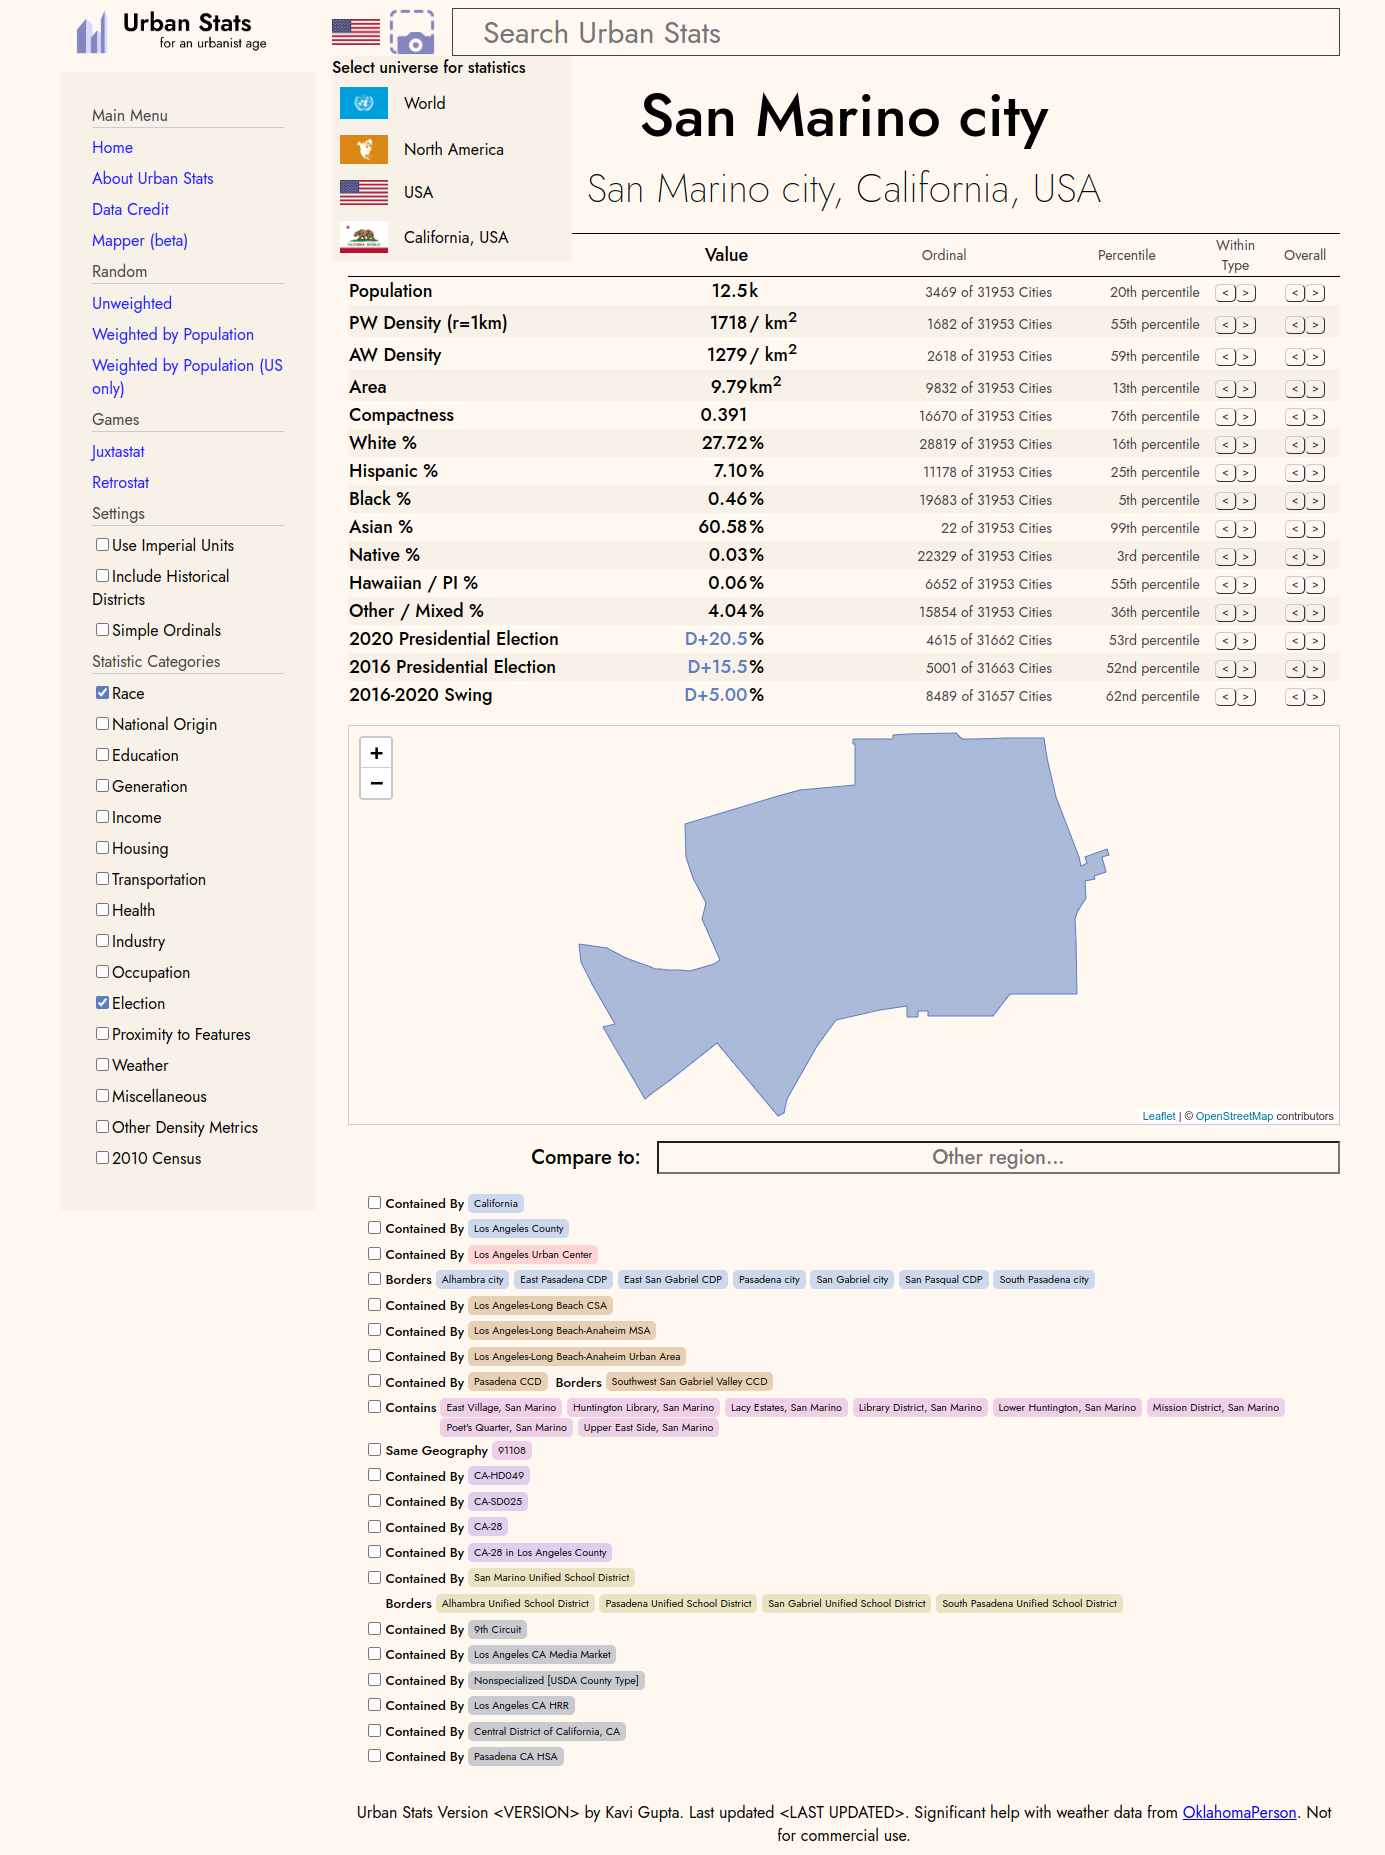 Urban Stats
for an urbanist age
Search Urban Stats
Select universe for statistics
World
North America
USA
California, USA
Main Menu
Home
About Urban Stats
Data Credit
Mapper (beta)
Random
Unweighted
Weighted by Population
Weighted by Population (US
only)
Games
Juxtastat
Retrostat
Settings
Use Imperial Units
Include Historical
Districts
Simple Ordinals
Statistic Categories
Race
National Origin
Education
Generation
Income
Housing
Transportation
Health
Industry
Occupation
Election
Proximity to Features
Weather
Miscellaneous
Other Density Metrics
2010 Census
San Marino city
San Marino city, California, USA
Value Ordinal Percentile Within Type Overall
Population 12.5 k 3469 of 31953 Cities 20th percentile < > < >
PW Density (r=1km) 1718 / km² 1682 of 31953 Cities 55th percentile < > < >
AW Density 1279 / km² 2618 of 31953 Cities 59th percentile < > < >
Area 9.79 km² 9832 of 31953 Cities 13th percentile < > < >
Compactness 0.391 16670 of 31953 Cities 76th percentile < > < >
White % 27.72 % 28819 of 31953 Cities 16th percentile < > < >
Hispanic % 7.10 % 11178 of 31953 Cities 25th percentile < > < >
Black % 0.46 % 19683 of 31953 Cities 5th percentile < > < >
Asian % 60.58 % 22 of 31953 Cities 99th percentile < > < >
Native % 0.03 % 22329 of 31953 Cities 3rd percentile < > < >
Hawaiian / PI % 0.06 % 6652 of 31953 Cities 55th percentile < > < >
Other / Mixed % 4.04 % 15854 of 31953 Cities 36th percentile < > < >
2020 Presidential Election D+20.5 % 4615 of 31662 Cities 53rd percentile < > < >
2016 Presidential Election D+15.5 % 5001 of 31663 Cities 52nd percentile < > < >
2016-2020 Swing D+5.00 % 8489 of 31657 Cities 62nd percentile < > < >
+
−
Leaflet | © OpenStreetMap contributors
Compare to: Other region...
Contained By California
Contained By Los Angeles County
Contained By Los Angeles Urban Center
Borders Alhambra city East Pasadena CDP East San Gabriel CDP Pasadena city San Gabriel city San Pasqual CDP South Pasadena city
Contained By Los Angeles-Long Beach CSA
Contained By Los Angeles-Long Beach-Anaheim MSA
Contained By Los Angeles-Long Beach-Anaheim Urban Area
Contained By Pasadena CCD Borders Southwest San Gabriel Valley CCD
Contains East Village, San Marino Huntington Library, San Marino Lacy Estates, San Marino Library District, San Marino Lower Huntington, San Marino Mission District, San Marino
Poet's Quarter, San Marino Upper East Side, San Marino
Same Geography 91108
Contained By CA-HD049
Contained By CA-SD025
Contained By CA-28
Contained By CA-28 in Los Angeles County
Contained By San Marino Unified School District
Borders Alhambra Unified School District Pasadena Unified School District San Gabriel Unified School District South Pasadena Unified School District
Contained By 9th Circuit
Contained By Los Angeles CA Media Market
Contained By Nonspecialized [USDA County Type]
Contained By Los Angeles CA HRR
Contained By Central District of California, CA
Contained By Pasadena CA HSA
Urban Stats Version <VERSION> by Kavi Gupta. Last updated <LAST UPDATED>. Significant help with weather data from OklahomaPerson. Not
for commercial use.